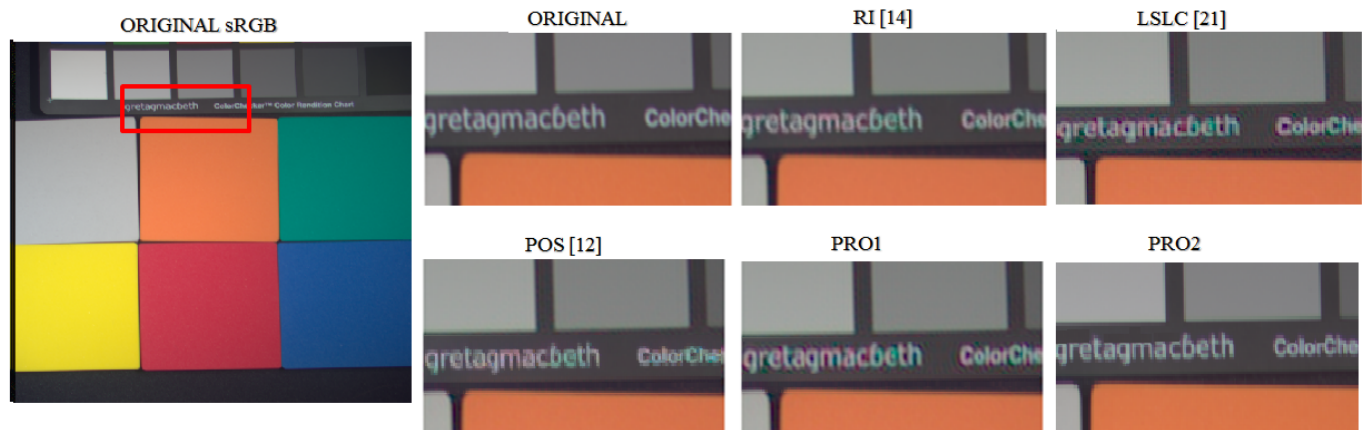 ORIGINAL sRGB
gretagmacbeth ColorChecker™ Color Rendition Chart
ORIGINAL
gretagmacbeth ColorChe
RI [14]
gretagmacbeth ColorChe
LSLC [21]
gretagmacbeth ColorChe
POS [12]
gretagmacbeth ColorChe
PRO1
gretagmacbeth ColorChe
PRO2
gretagmacbeth ColorChe